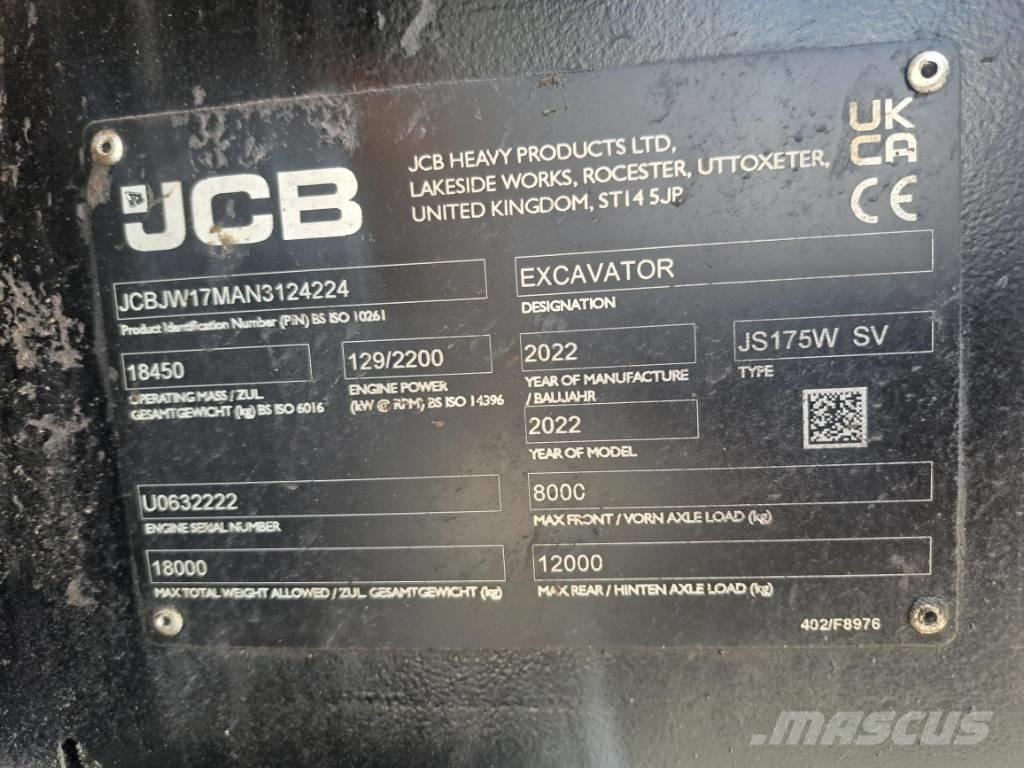 JCB
JCB HEAVY PRODUCTS LTD,
LAKESIDE WORKS, ROCESTER, UTTOXETER,
UNITED KINGDOM, ST14 5JP
UK
CA
CE
JCBJW17MAN3124224
Product Identification Number (PIN) BS ISO 10261
EXCAVATOR
DESIGNATION
18450
OPERATING MASS / ZUL.
GESAMTGEWICHT (kg) BS ISO 6016
129/2200
ENGINE POWER
(kW @ RPM) BS ISO 14396
2022
YEAR OF MANUFACTURE
/ BAUJAHR
JS175W SV
TYPE
2022
YEAR OF MODEL
U0632222
ENGINE SERIAL NUMBER
8000
MAX FRONT / VORN AXLE LOAD (kg)
18000
MAX TOTAL WEIGHT ALLOWED / ZUL. GESAMTGEWICHT (kg)
12000
MAX REAR / HINTEN AXLE LOAD (kg)
402/F8976
MASCUS